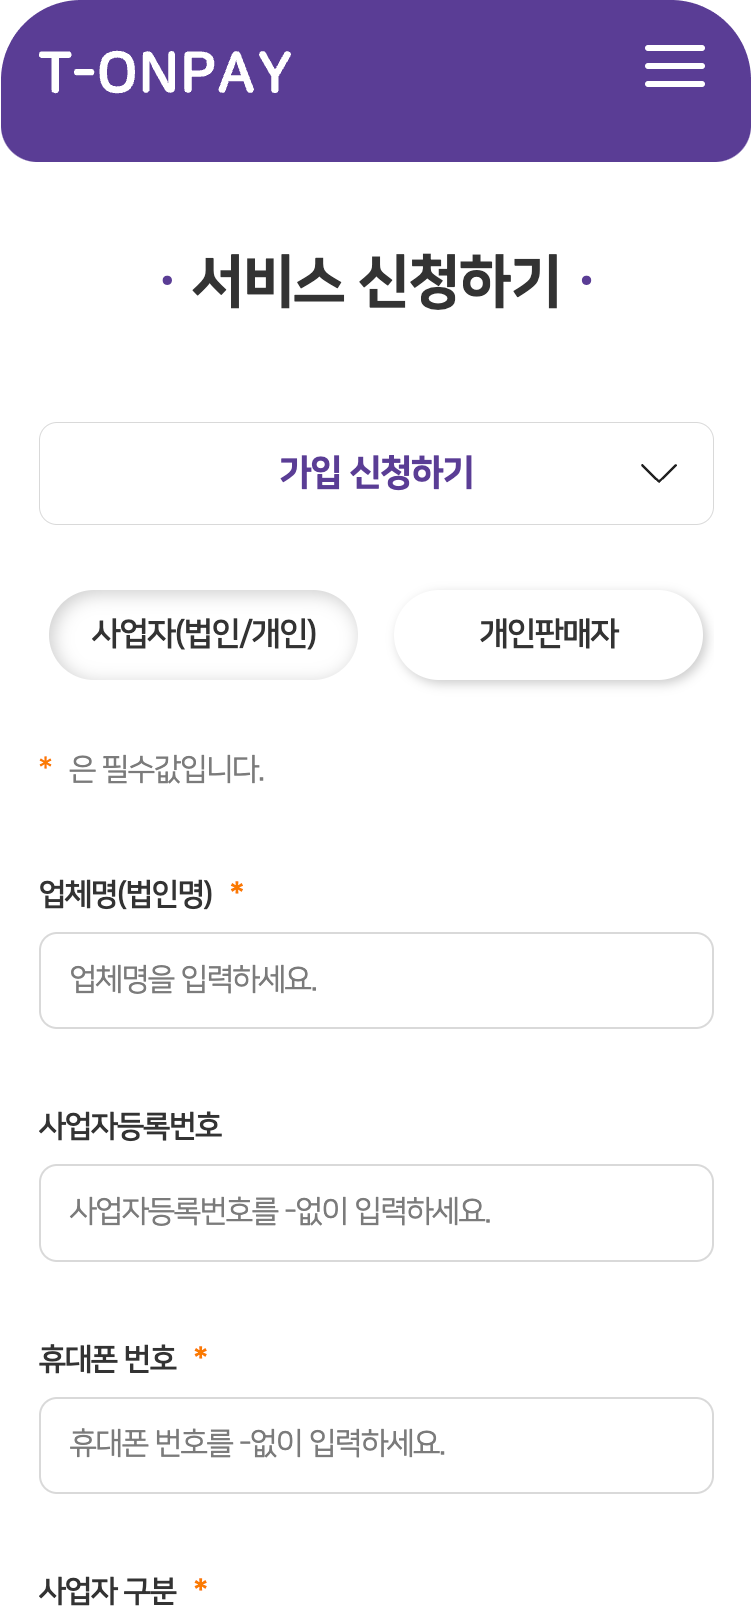 T-ONPAY
· 서비스 신청하기 ·
가입 신청하기
사업자(법인/개인)
개인판매자
* 은 필수값입니다.
업체명(법인명) *
업체명을 입력하세요.
사업자등록번호
사업자등록번호를 -없이 입력하세요.
휴대폰 번호 *
휴대폰 번호를 -없이 입력하세요.
사업자 구분 *